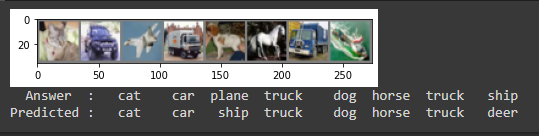 0
20
0 50 100 150 200 250
Answer : cat car plane truck dog horse truck ship
Predicted : cat car ship truck dog horse truck deer